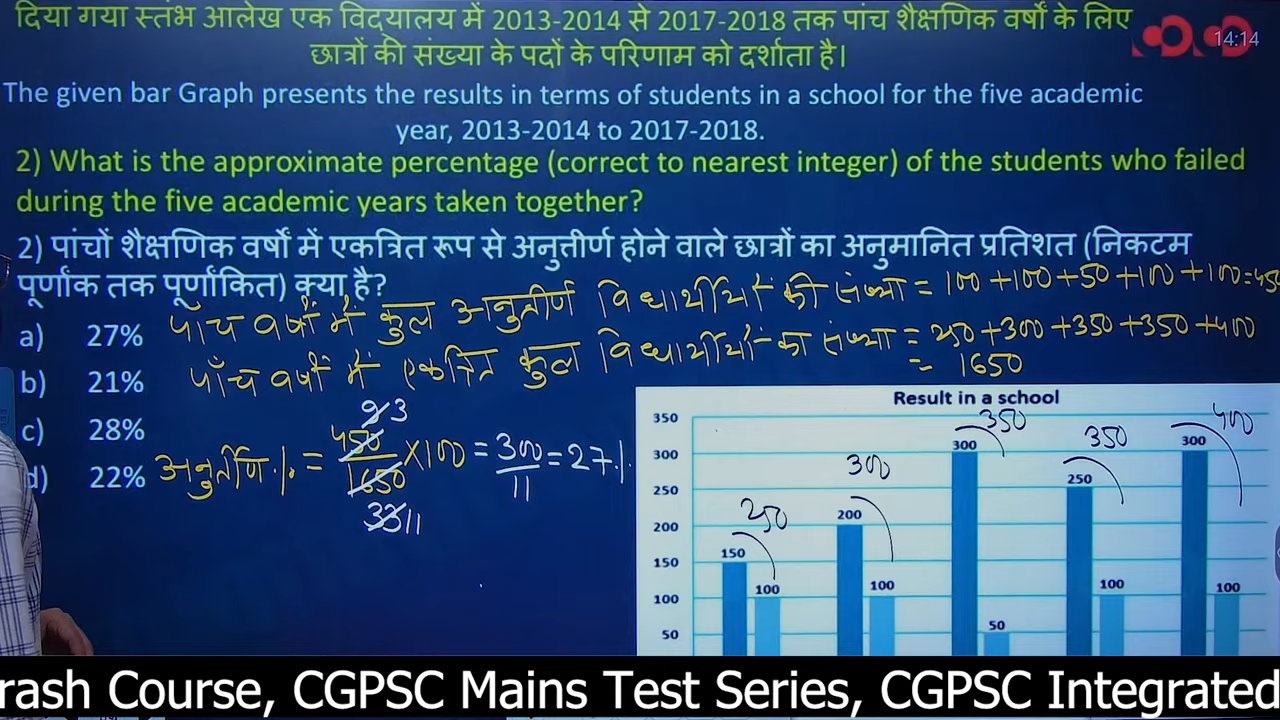 दिया गया स्तंभ आलेख एक विद्यालय में 2013-2014 से 2017-2018 तक पांच शैक्षणिक वर्षों के लिए
छात्रों की संख्या के पदों के परिणाम को दर्शाता है।
14:14
The given bar Graph presents the results in terms of students in a school for the five academic
year, 2013-2014 to 2017-2018.
2) What is the approximate percentage (correct to nearest integer) of the students who failed
during the five academic years taken together?
2) पांचों शैक्षणिक वर्षों में एकत्रित रूप से अनुत्तीर्ण होने वाले छात्रों का अनुमानित प्रतिशत (निकटम
पूर्णांक तक पूर्णांकित) क्या है?
पाँच वर्षों में कुल अनुत्तीर्ण विद्यार्थीयों की संख्या = 100 +100 +50 +100 +100 =450
a) 27%
पाँच वर्षों में एकत्रित कुल विद्यार्थीयों का संख्या = 250 +300 +350 +350 +400
= 1650
b) 21%
c) 28%
d) 22%
9 3
अनुतीर्ण % = 450/1650 ×100 = 300/11 = 27%
33 11
Result in a school
350
300
250
200
150
100
50
150
100
200
100
300
50
250
100
300
100
250
300
350
350
400
rash Course, CGPSC Mains Test Series, CGPSC Integrated